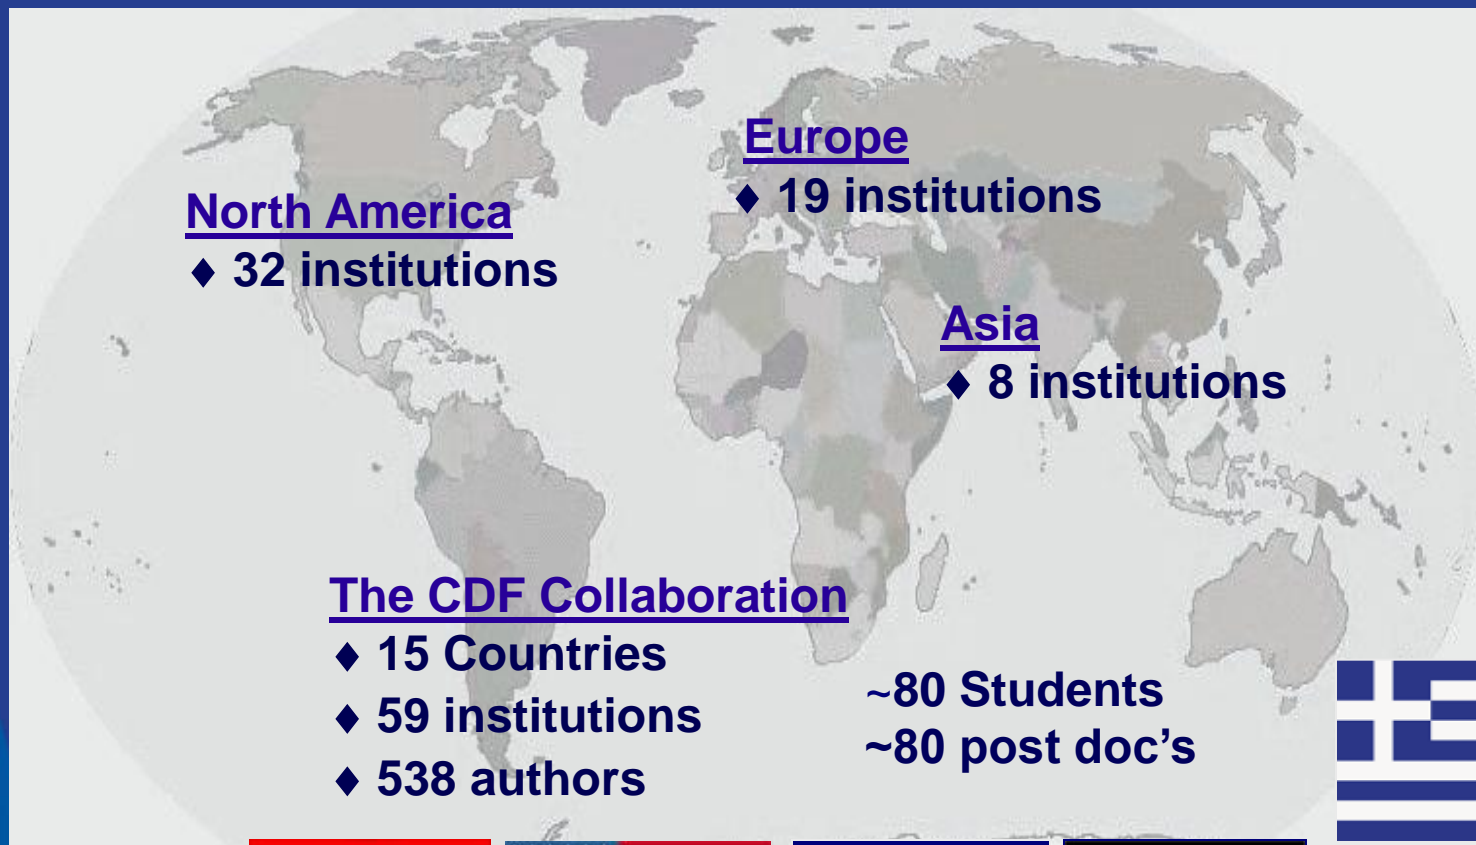 Europe
♦ 19 institutions
North America
♦ 32 institutions
Asia
♦ 8 institutions
The CDF Collaboration
♦ 15 Countries
♦ 59 institutions
♦ 538 authors
~80 Students
~80 post doc’s